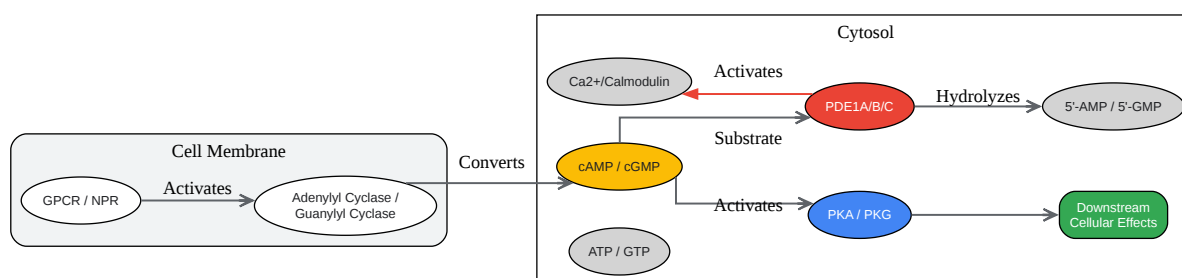 Cytosol
Activates
Ca2+/Calmodulin
PDE1A/B/C
Hydrolyzes
5'-AMP / 5'-GMP
Substrate
Cell Membrane
Converts
cAMP / cGMP
Activates
GPCR / NPR
Adenylyl Cyclase /
Guanylyl Cyclase
Activates
PKA / PKG
Downstream
Cellular Effects
ATP / GTP